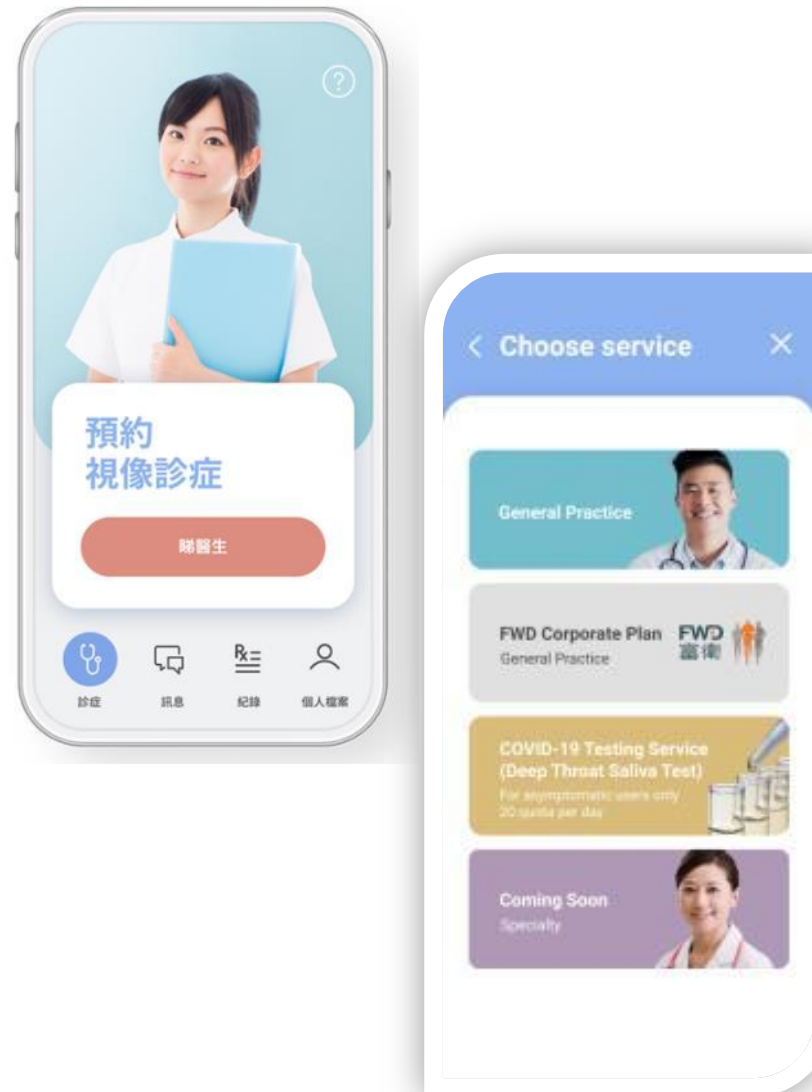 ?
預約
視像診症
睇醫生
診症
訊息
R×
紀錄
個人檔案
Choose service
General Practice
FWD Corporate Plan
General Practice
FWD
富衛
COVID-19 Testing Service
(Deep Throat Saliva Test)
For asymptomatic users only
20 quota per day
Coming Soon
Specialty